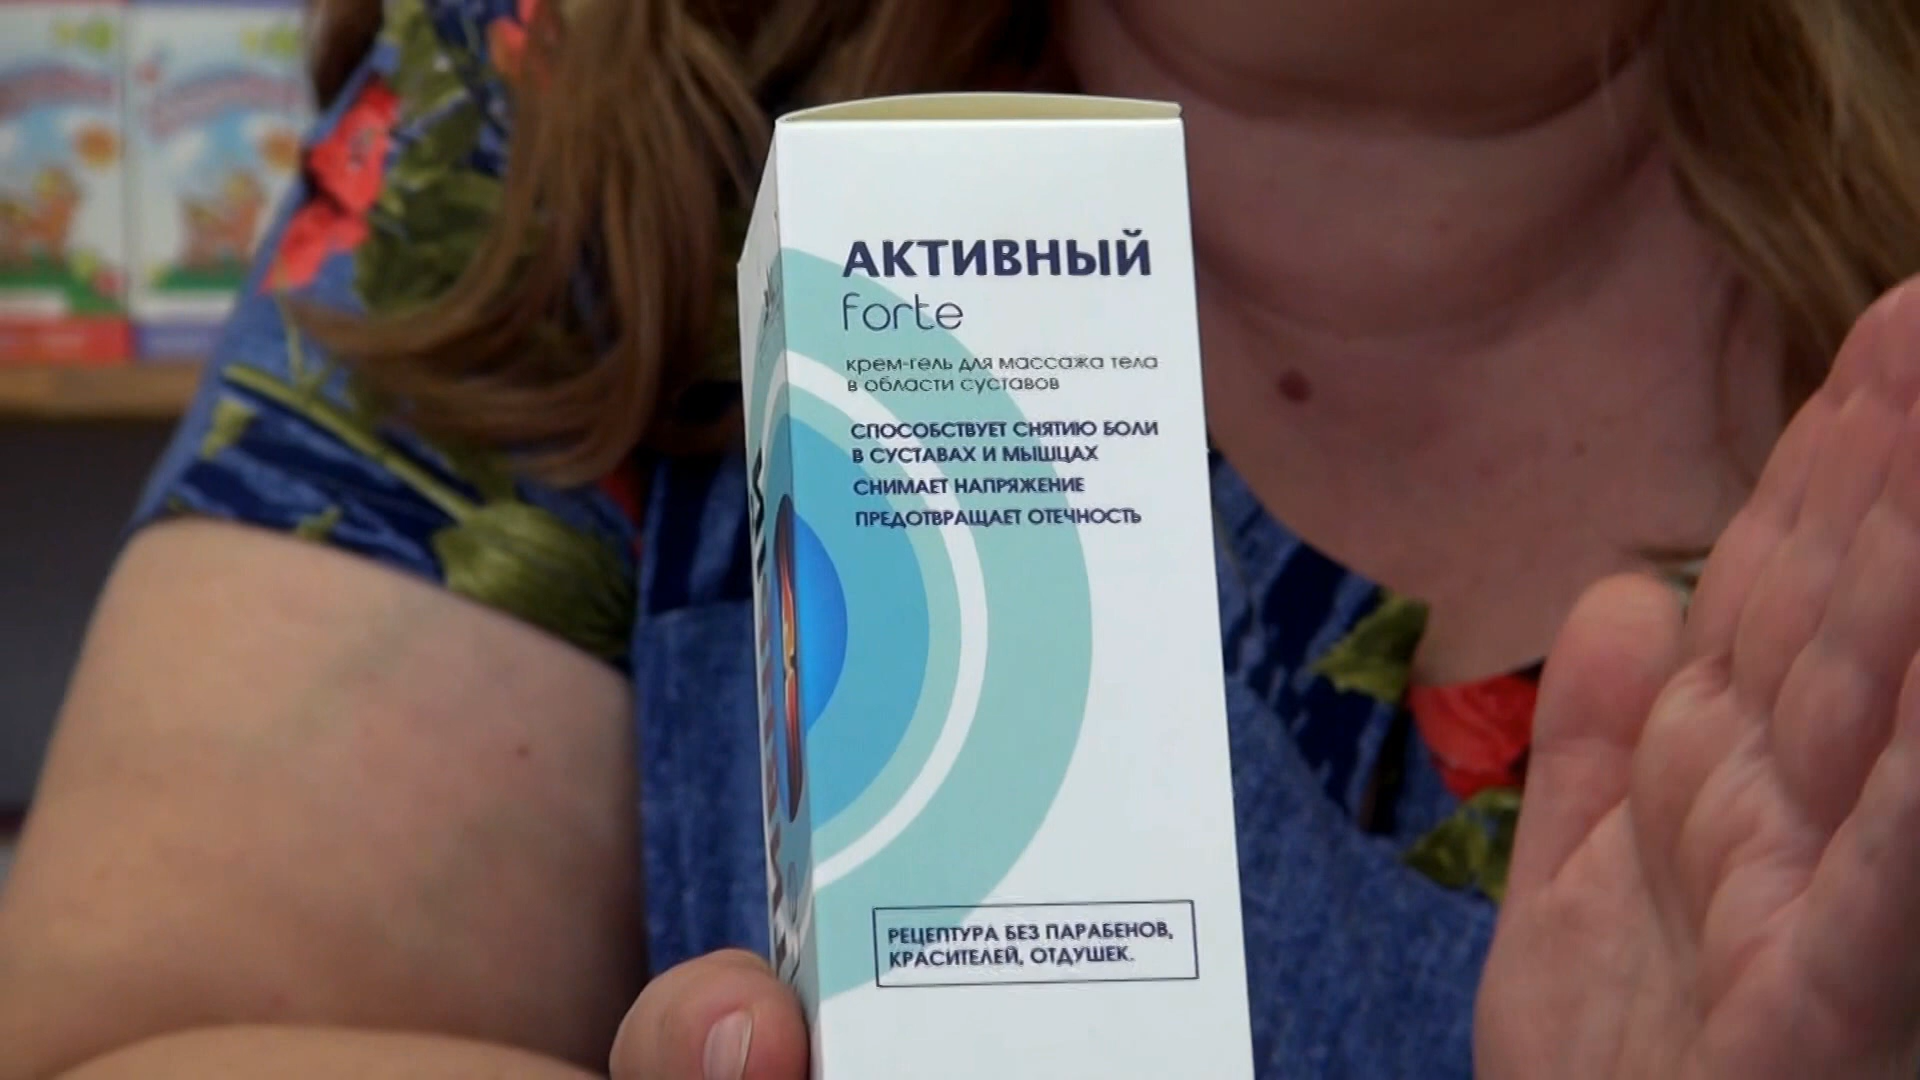 АКТИВНЫЙ
forte
крем-гель для массажа тела
в области суставов
СПОСОБСТВУЕТ СНЯТИЮ БОЛИ
В СУСТАВАХ И МЫШЦАХ
СНИМАЕТ НАПРЯЖЕНИЕ
ПРЕДОТВРАЩАЕТ ОТЕЧНОСТЬ
РЕЦЕПТУРА БЕЗ ПАРАБЕНОВ,
КРАСИТЕЛЕЙ, ОТДУШЕК.